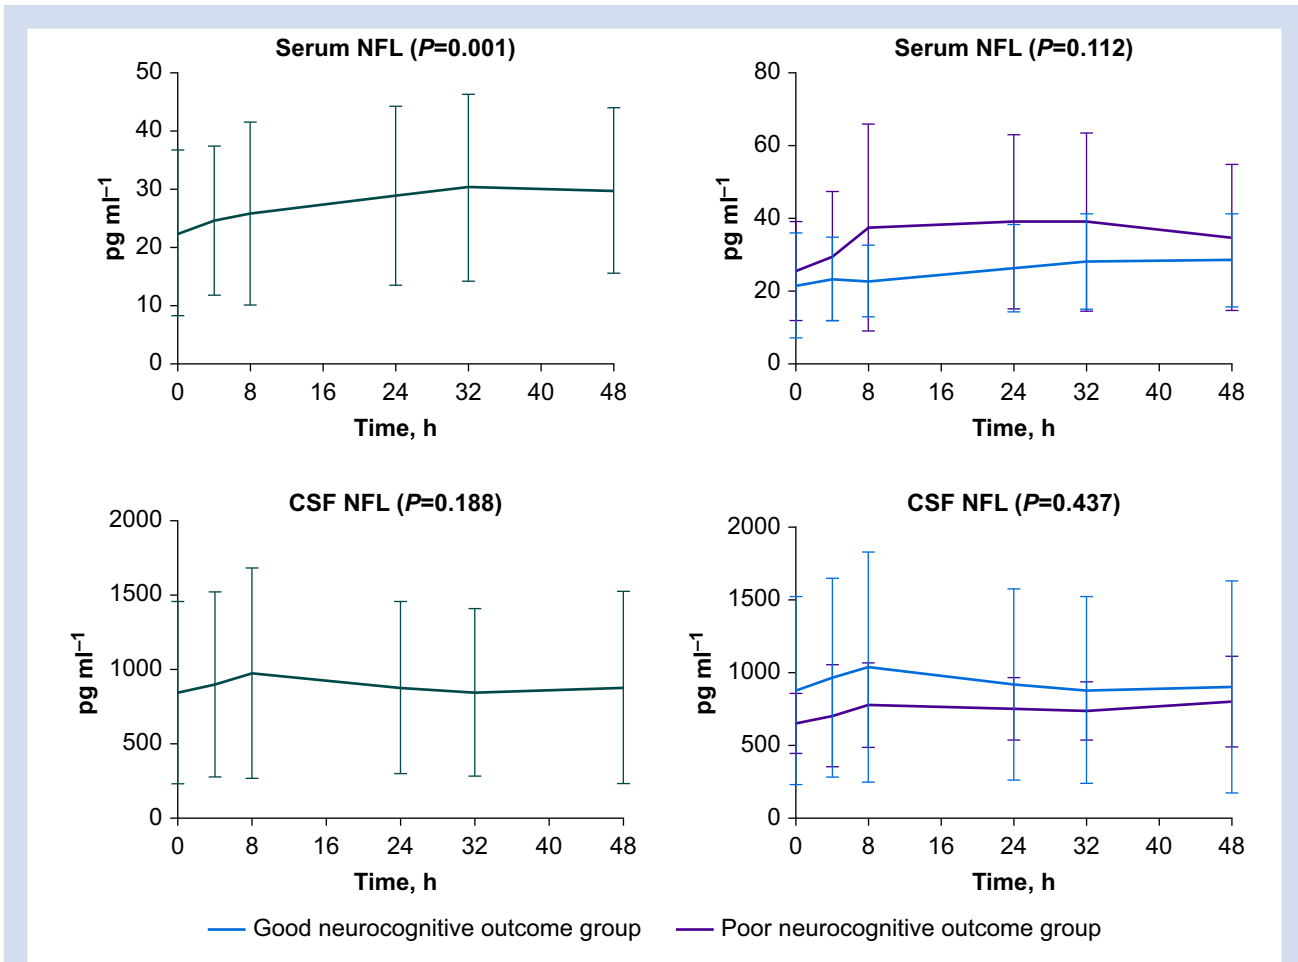 Serum NFL (P=0.001)
50
40
30
20
10
0
pg ml–1
0 8 16 24 32 40 48
Time, h
Serum NFL (P=0.112)
80
60
40
20
0
pg ml–1
0 8 16 24 32 40 48
Time, h
CSF NFL (P=0.188)
2000
1500
1000
500
0
pg ml–1
0 8 16 24 32 40 48
Time, h
CSF NFL (P=0.437)
2000
1500
1000
500
0
pg ml–1
0 8 16 24 32 40 48
Time, h
Good neurocognitive outcome group Poor neurocognitive outcome group